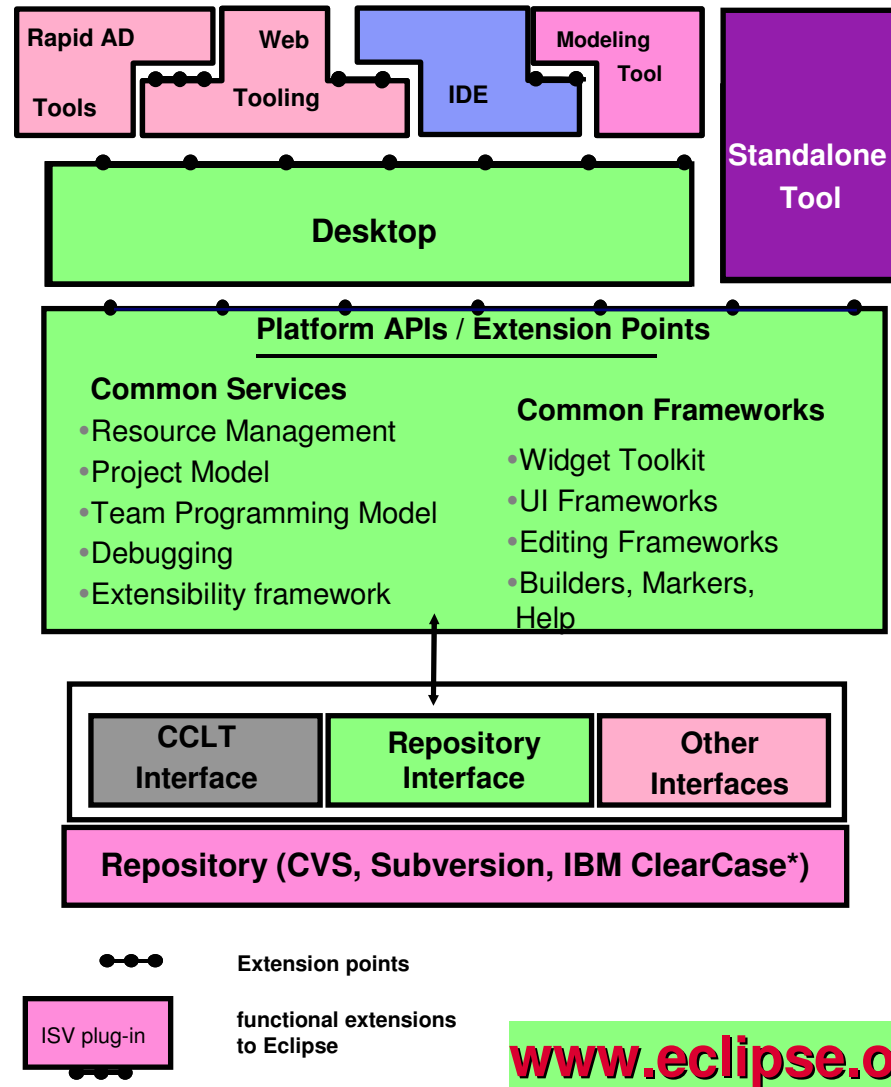 Rapid AD
Tools
Web
Tooling
IDE
Modeling
Tool
Standalone
Tool
Desktop
Platform APIs / Extension Points
Common Services
•Resource Management
•Project Model
•Team Programming Model
•Debugging
•Extensibility framework
Common Frameworks
•Widget Toolkit
•UI Frameworks
•Editing Frameworks
•Builders, Markers,
Help
CCLT
Interface
Repository
Interface
Other
Interfaces
Repository (CVS, Subversion, IBM ClearCase*)
Extension points
ISV plug-in
functional extensions
to Eclipse
www.eclipse.o